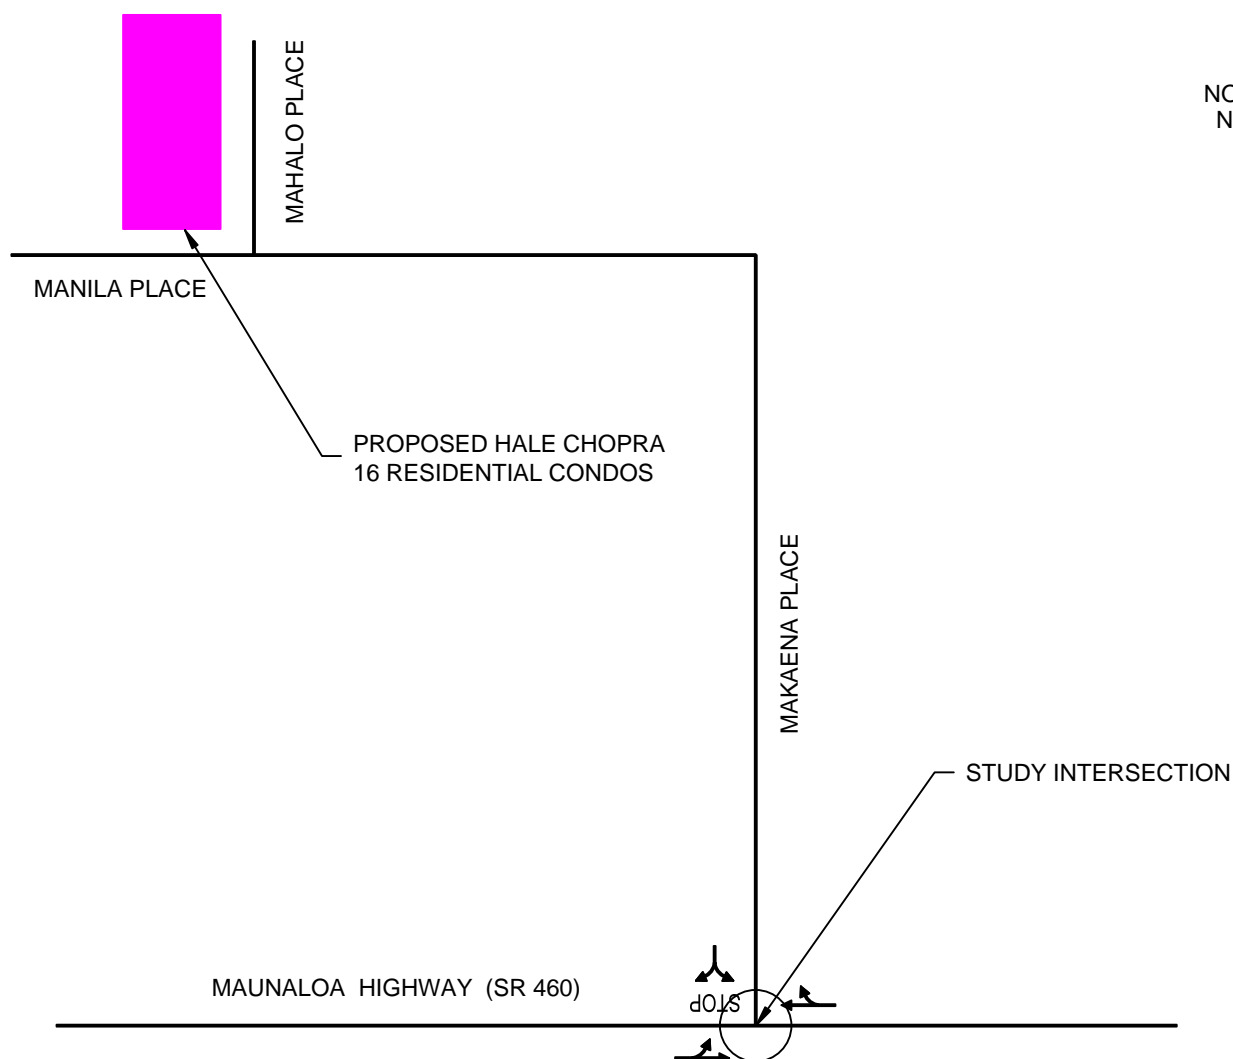 MAHALO PLACE
NO
N
MANILA PLACE
PROPOSED HALE CHOPRA
16 RESIDENTIAL CONDOS
MAKAENA PLACE
STUDY INTERSECTION
MAUNALOA HIGHWAY (SR 460)
STOP